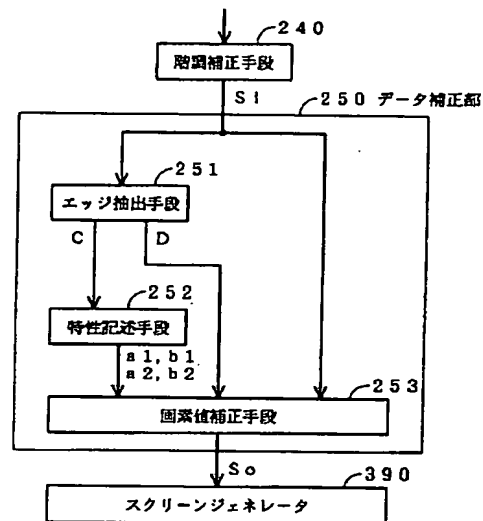 240
階調補正手段
Si
250 データ補正部
251
エッジ抽出手段
C D
252
特性記述手段
a1, b1
a2, b2
253
画素値補正手段
So
390
スクリーンジェネレータ